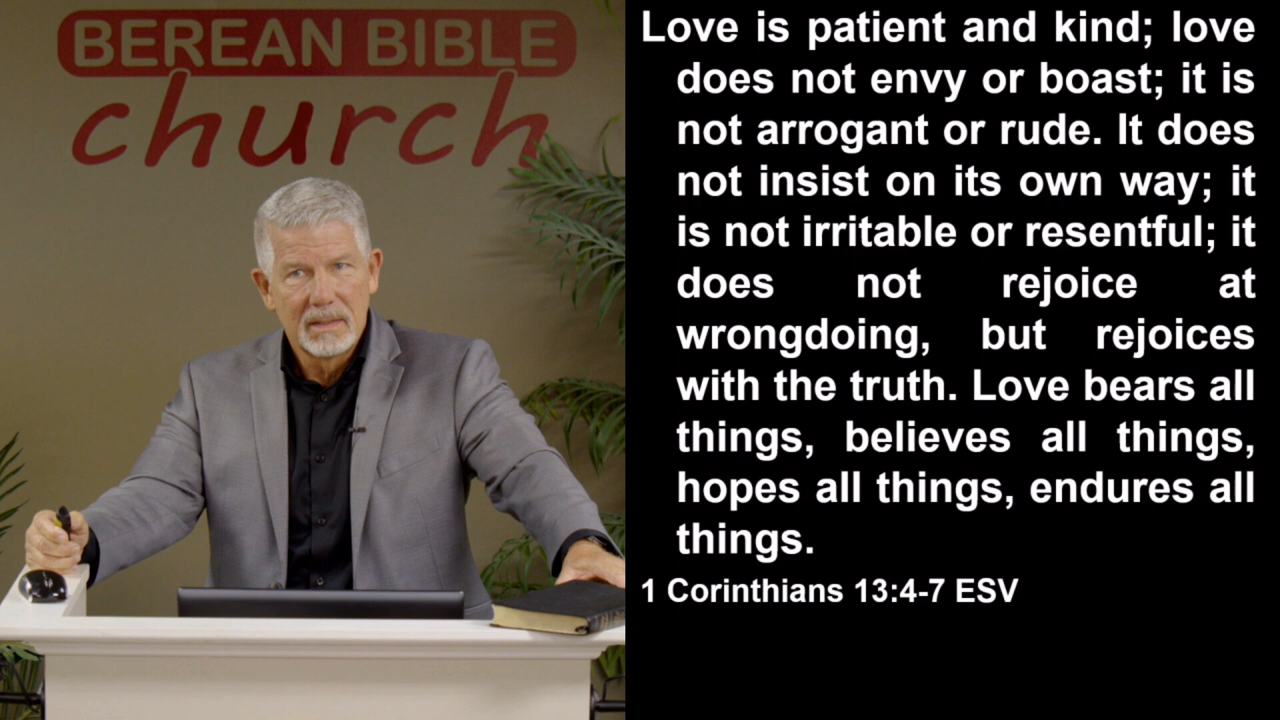 BEREAN BIBLE
church
Love is patient and kind; love
does not envy or boast; it is
not arrogant or rude. It does
not insist on its own way; it
is not irritable or resentful; it
does not rejoice at
wrongdoing, but rejoices
with the truth. Love bears all
things, believes all things,
hopes all things, endures all
things.
1 Corinthians 13:4-7 ESV